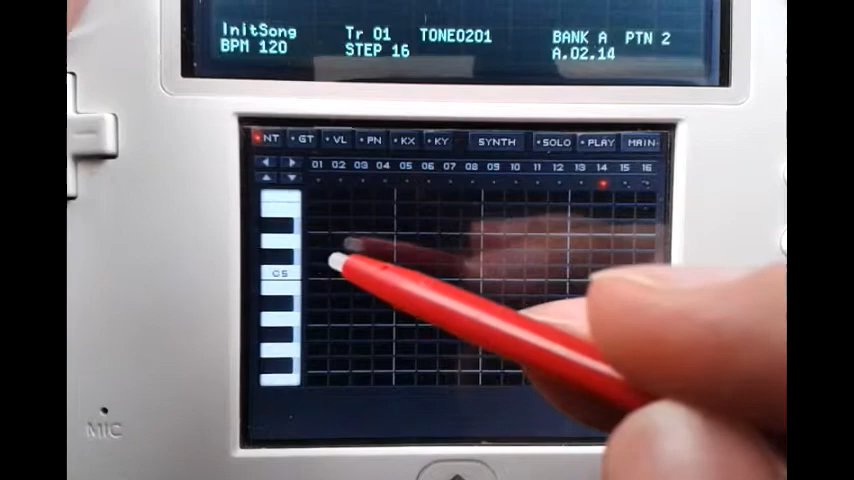 InitSong Tr 01 TONE0201 BANK A PTN 2
BPM 120 STEP 16 A.02.14
NT GT VL PN KX KY SYNTH SOLO PLAY MAIN
01 02 03 04 05 06 07 08 09 10 11 12 13 14 15 16
C5
MIC